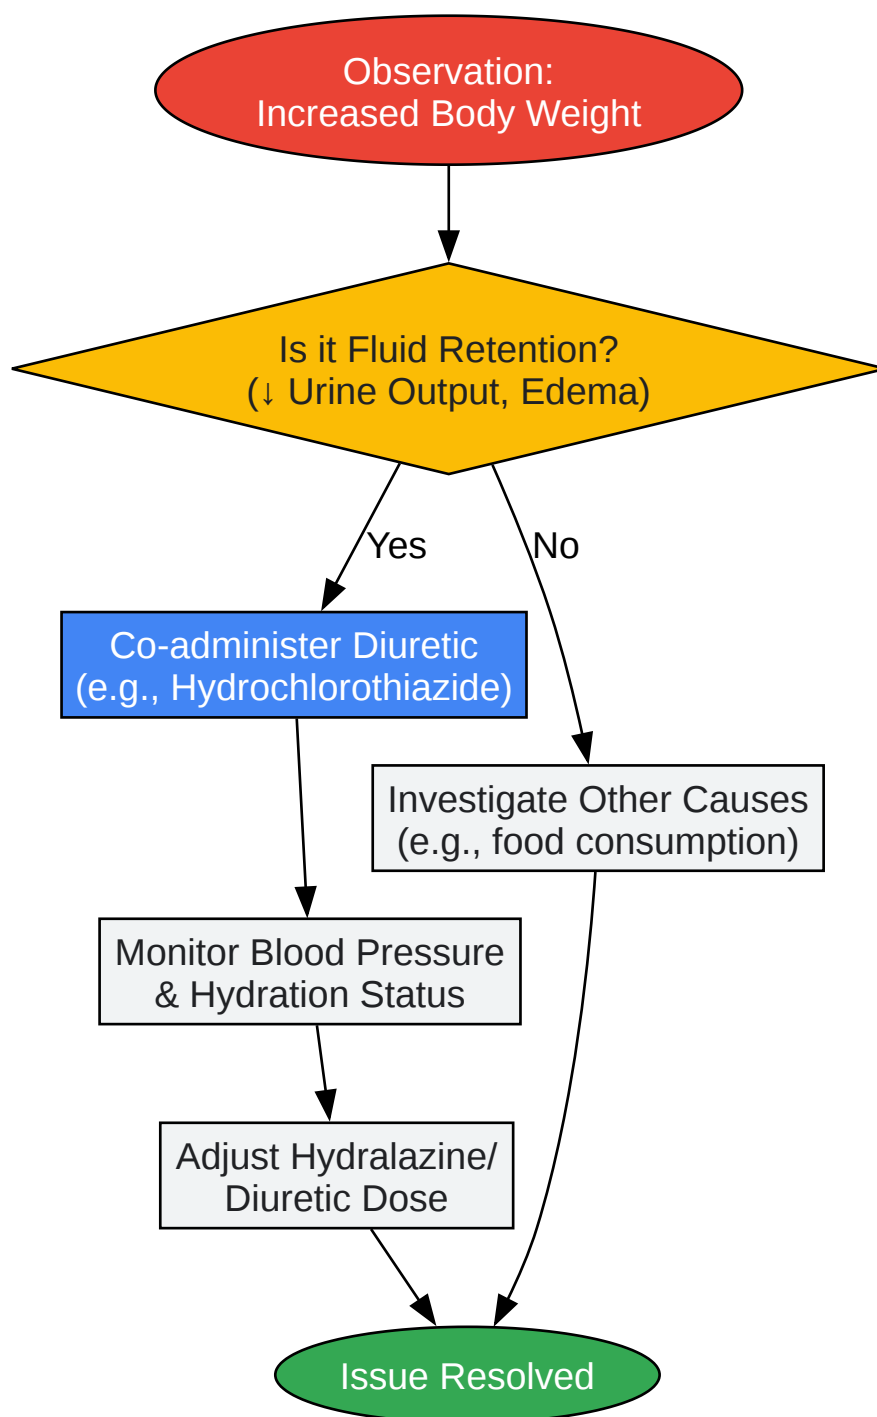 Observation:
Increased Body Weight
Is it Fluid Retention?
(↓ Urine Output, Edema)
Yes
No
Co-administer Diuretic
(e.g., Hydrochlorothiazide)
Investigate Other Causes
(e.g., food consumption)
Monitor Blood Pressure
& Hydration Status
Adjust Hydralazine/
Diuretic Dose
Issue Resolved